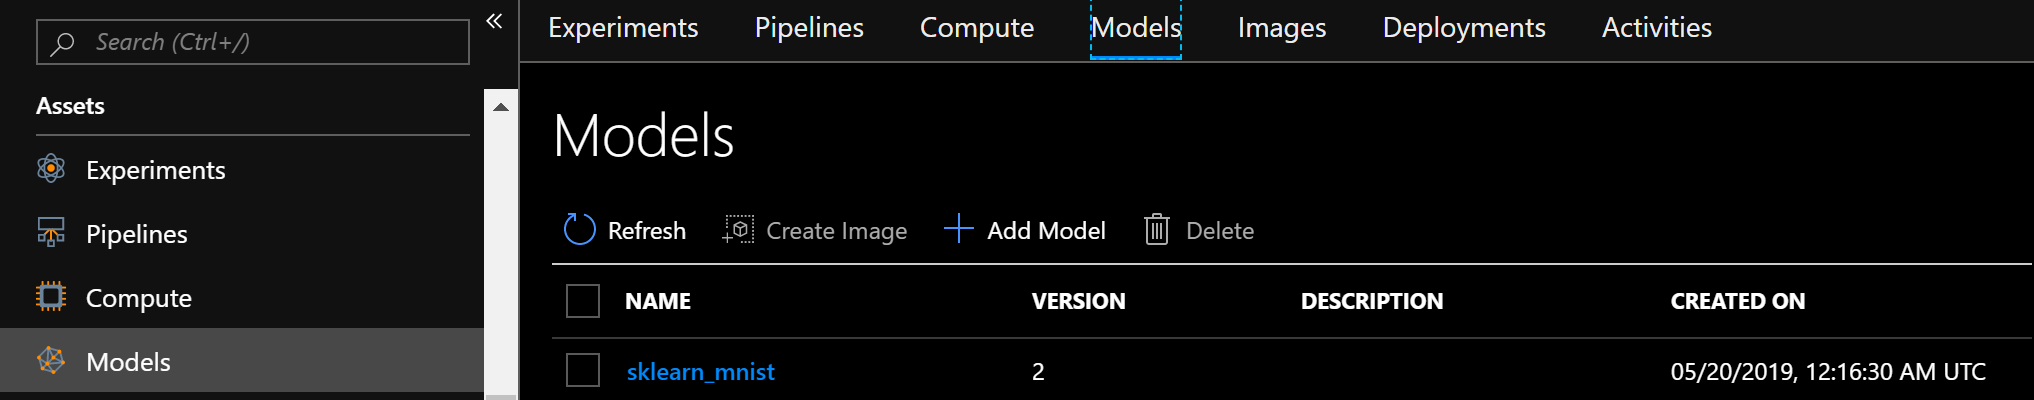 Search (Ctrl+/)
Assets
Experiments
Pipelines
Compute
Models
Experiments Pipelines Compute Models Images Deployments Activities
Models
Refresh Create Image Add Model Delete
NAME VERSION DESCRIPTION CREATED ON
sklearn_mnist 2 05/20/2019, 12:16:30 AM UTC